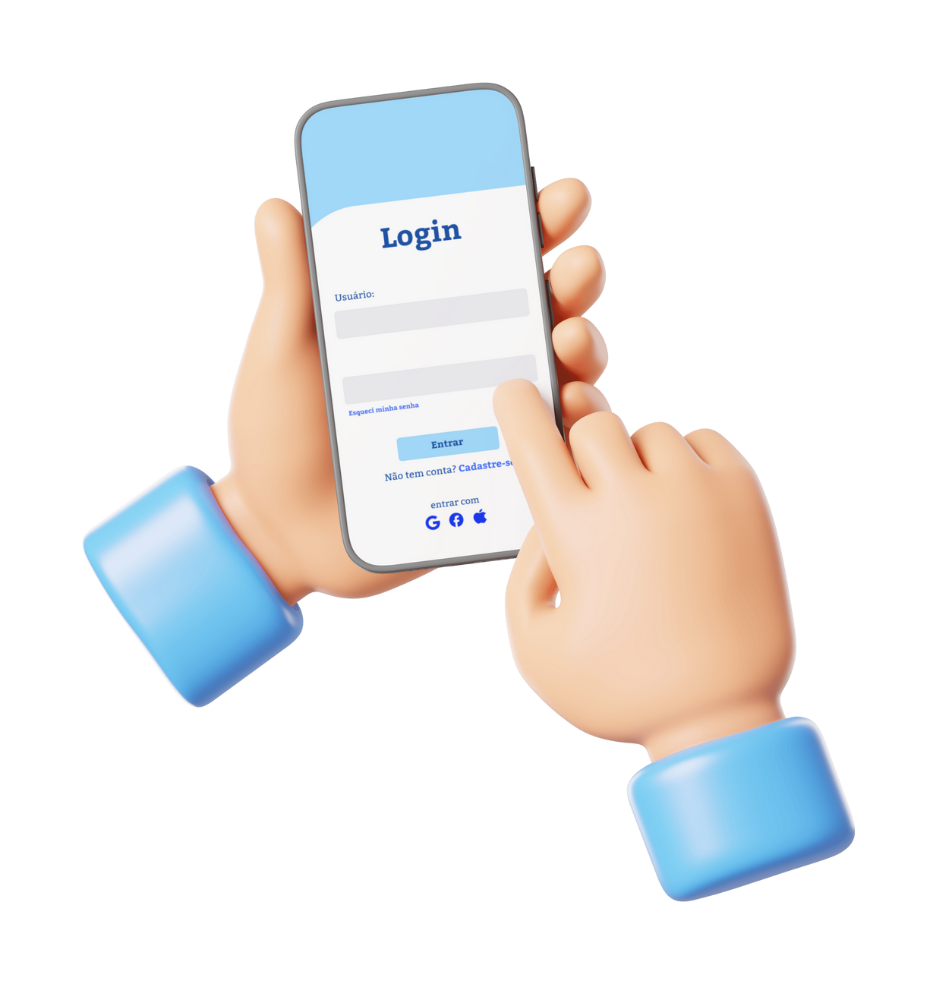 Login
Usuário:
Esqueci minha senha
Entrar
Não tem conta? Cadastre-se
entrar com